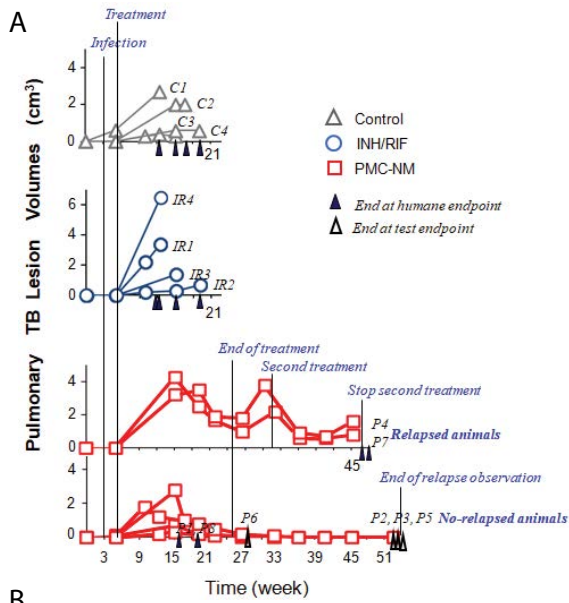 A
Treatment
Infection
Pulmonary TB Lesion Volumes (cm³)
4
2
0
C1
C2
C3
C4
21
Control
INH/RIF
PMC-NM
End at humane endpoint
End at test endpoint
6
4
2
0
IR4
IR1
IR3
IR2
21
End of treatment
Second treatment
Stop second treatment
4
2
0
P4
P7
Relapsed animals
45
End of relapse observation
4
2
0
P8
P6
P2, P3, P5
No-relapsed animals
3 9 15 21 27 33 39 45 51
Time (week)
B